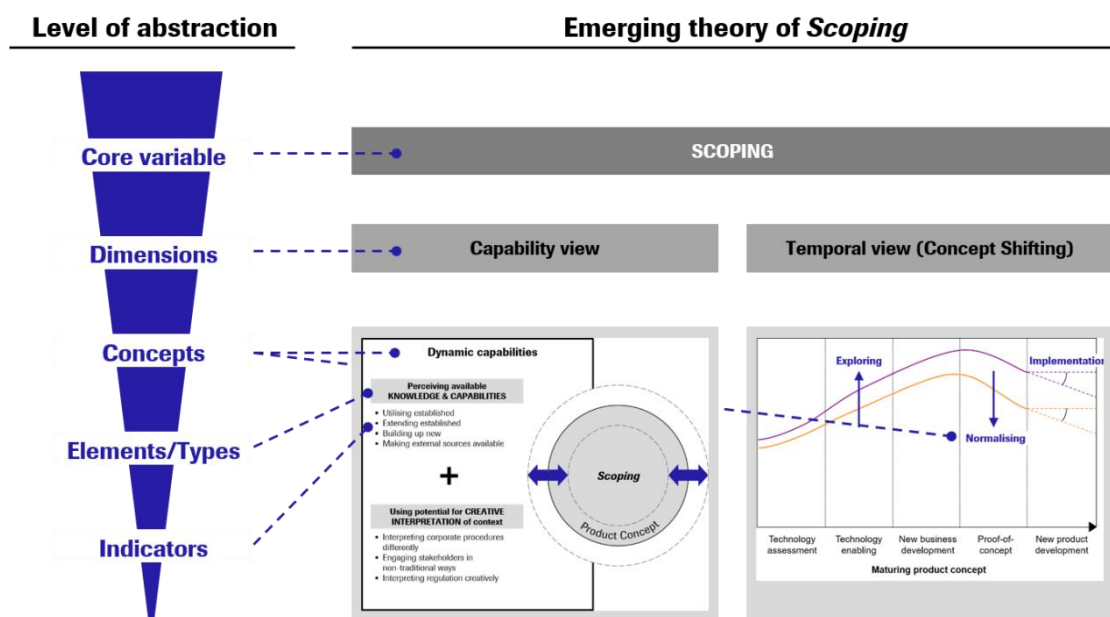 Level of abstraction
Emerging theory of Scoping
Core variable
SCOPING
Dimensions
Capability view
Temporal view (Concept Shifting)
Concepts
Elements/Types
Indicators
Dynamic capabilities
Perceiving available
KNOWLEDGE & CAPABILITIES
• Utilising established
• Extending established
• Building up new
• Making external sources available
+
Using potential for CREATIVE
INTERPRETATION of context
• Interpreting corporate procedures
differently
• Engaging stakeholders in
non-traditional ways
• Interpreting regulation creatively
Scoping
Product Concept
Exploring
Implementation
Normalising
Technology
assessment
Technology
enabling
New business
development
Proof-of-
concept
New product
development
Maturing product concept